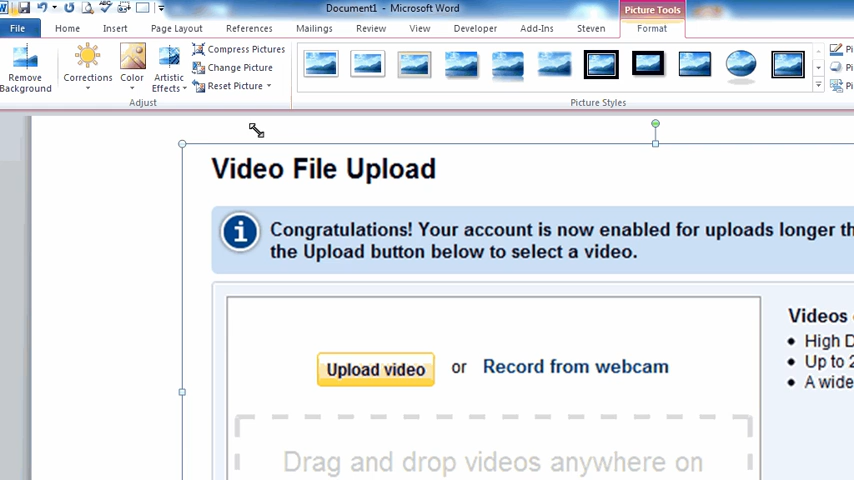 Document1 - Microsoft Word
Picture Tools
File Home Insert Page Layout References Mailings Review View Developer Add-Ins Steven Format
Remove Background
Corrections
Color
Artistic Effects
Compress Pictures
Change Picture
Reset Picture
Adjust
Picture Styles
Video File Upload
Congratulations! Your account is now enabled for uploads longer
the Upload button below to select a video.
Upload video or Record from webcam
Drag and drop videos anywhere on
Videos
High D
Up to 2
A wide